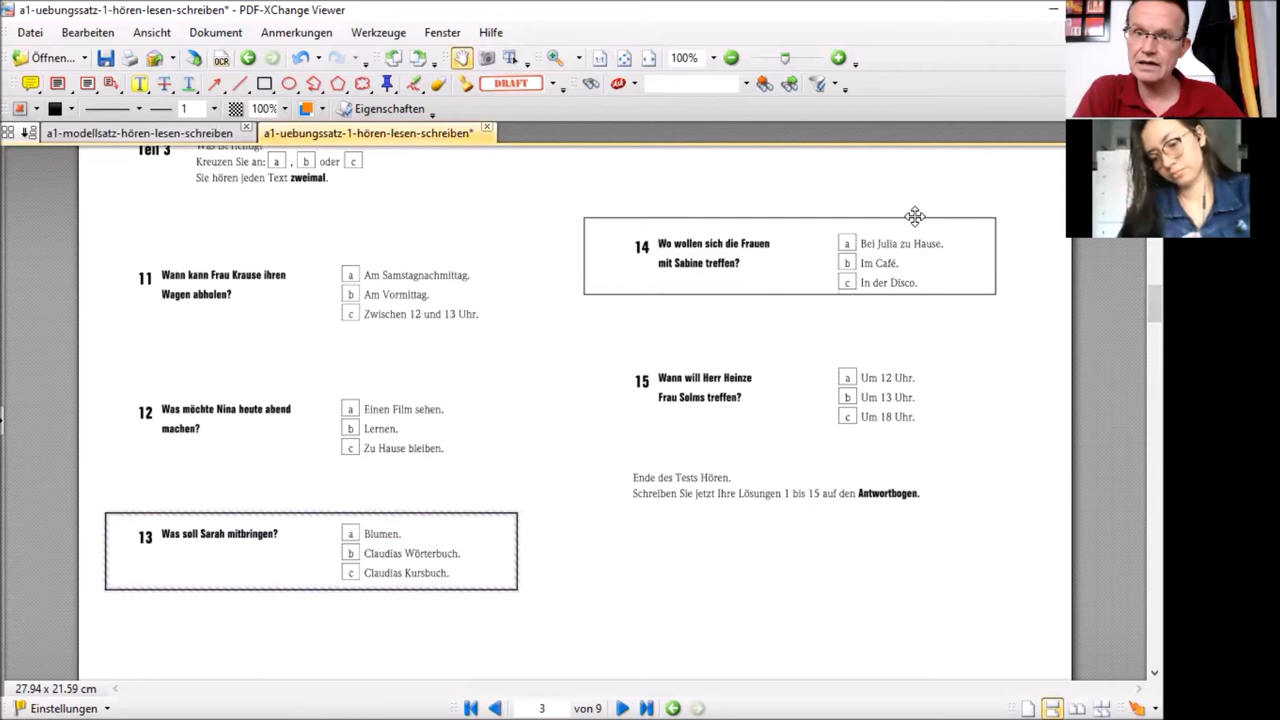 a1-uebungssatz-1-hören-lesen-schreiben* - PDF-XChange Viewer
Datei Bearbeiten Ansicht Dokument Anmerkungen Werkzeuge Fenster Hilfe
Öffnen... OCR 100%
DRAFT
1 100% Eigenschaften
a1-modellsatz-hören-lesen-schreiben a1-uebungssatz-1-hören-lesen-schreiben*
Teil 3 Was ist richtig?
Kreuzen Sie an: a , b oder c
Sie hören jeden Text zweimal.
11 Wann kann Frau Krause ihren
Wagen abholen?
a Am Samstagnachmittag.
b Am Vormittag.
c Zwischen 12 und 13 Uhr.
12 Was möchte Nina heute abend
machen?
a Einen Film sehen.
b Lernen.
c Zu Hause bleiben.
13 Was soll Sarah mitbringen?
a Blumen.
b Claudias Wörterbuch.
c Claudias Kursbuch.
14 Wo wollen sich die Frauen
mit Sabine treffen?
a Bei Julia zu Hause.
b Im Café.
c In der Disco.
15 Wann will Herr Heinze
Frau Solms treffen?
a Um 12 Uhr.
b Um 13 Uhr.
c Um 18 Uhr.
Ende des Tests Hören.
Schreiben Sie jetzt Ihre Lösungen 1 bis 15 auf den Antwortbogen.
27.94 x 21.59 cm
Einstellungen 3 von 9